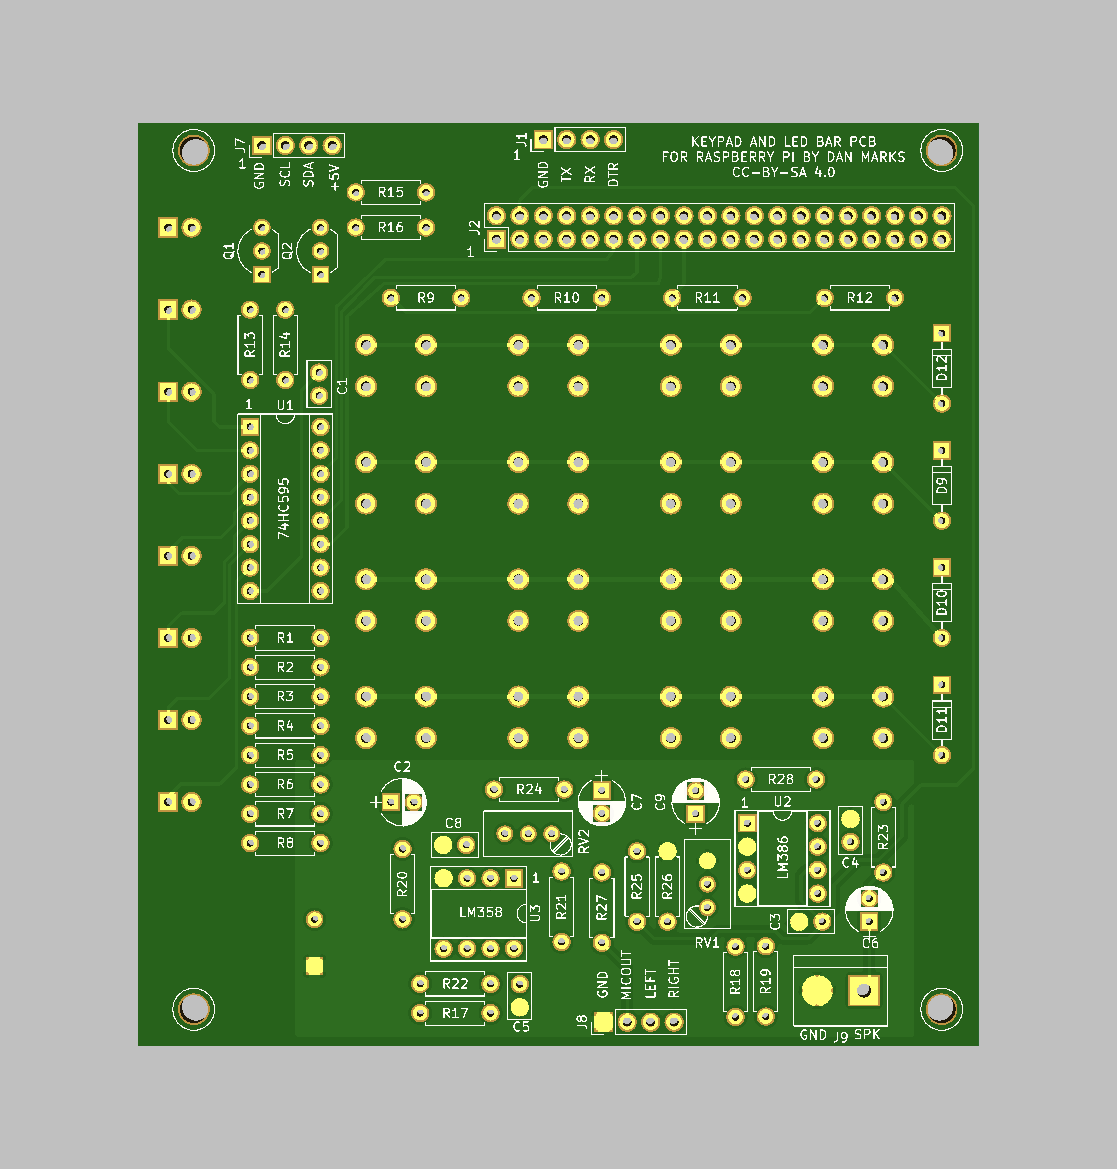 J7
1
GND
SCL
SDA
+5V
J1
1
GND
TX
RX
DTR
KEYPAD AND LED BAR PCB
FOR RASPBERRY PI BY DAN MARKS
CC-BY-SA 4.0
R15
R16
J2
1
Q1
Q2
R9
R10
R11
R12
R13
R14
C1
D12
1
U1
74HC595
D9
D10
D11
R1
R2
R3
R4
R5
R6
R7
R8
C2
R24
C7
C9
R28
1
U2
C8
RV2
LM386
C4
R23
R20
1
LM358
U3
R21
R27
R25
R26
C3
C6
RV1
R22
R17
C5
GND
MICOUT
LEFT
RIGHT
J8
R18
R19
GND
J9
SPK